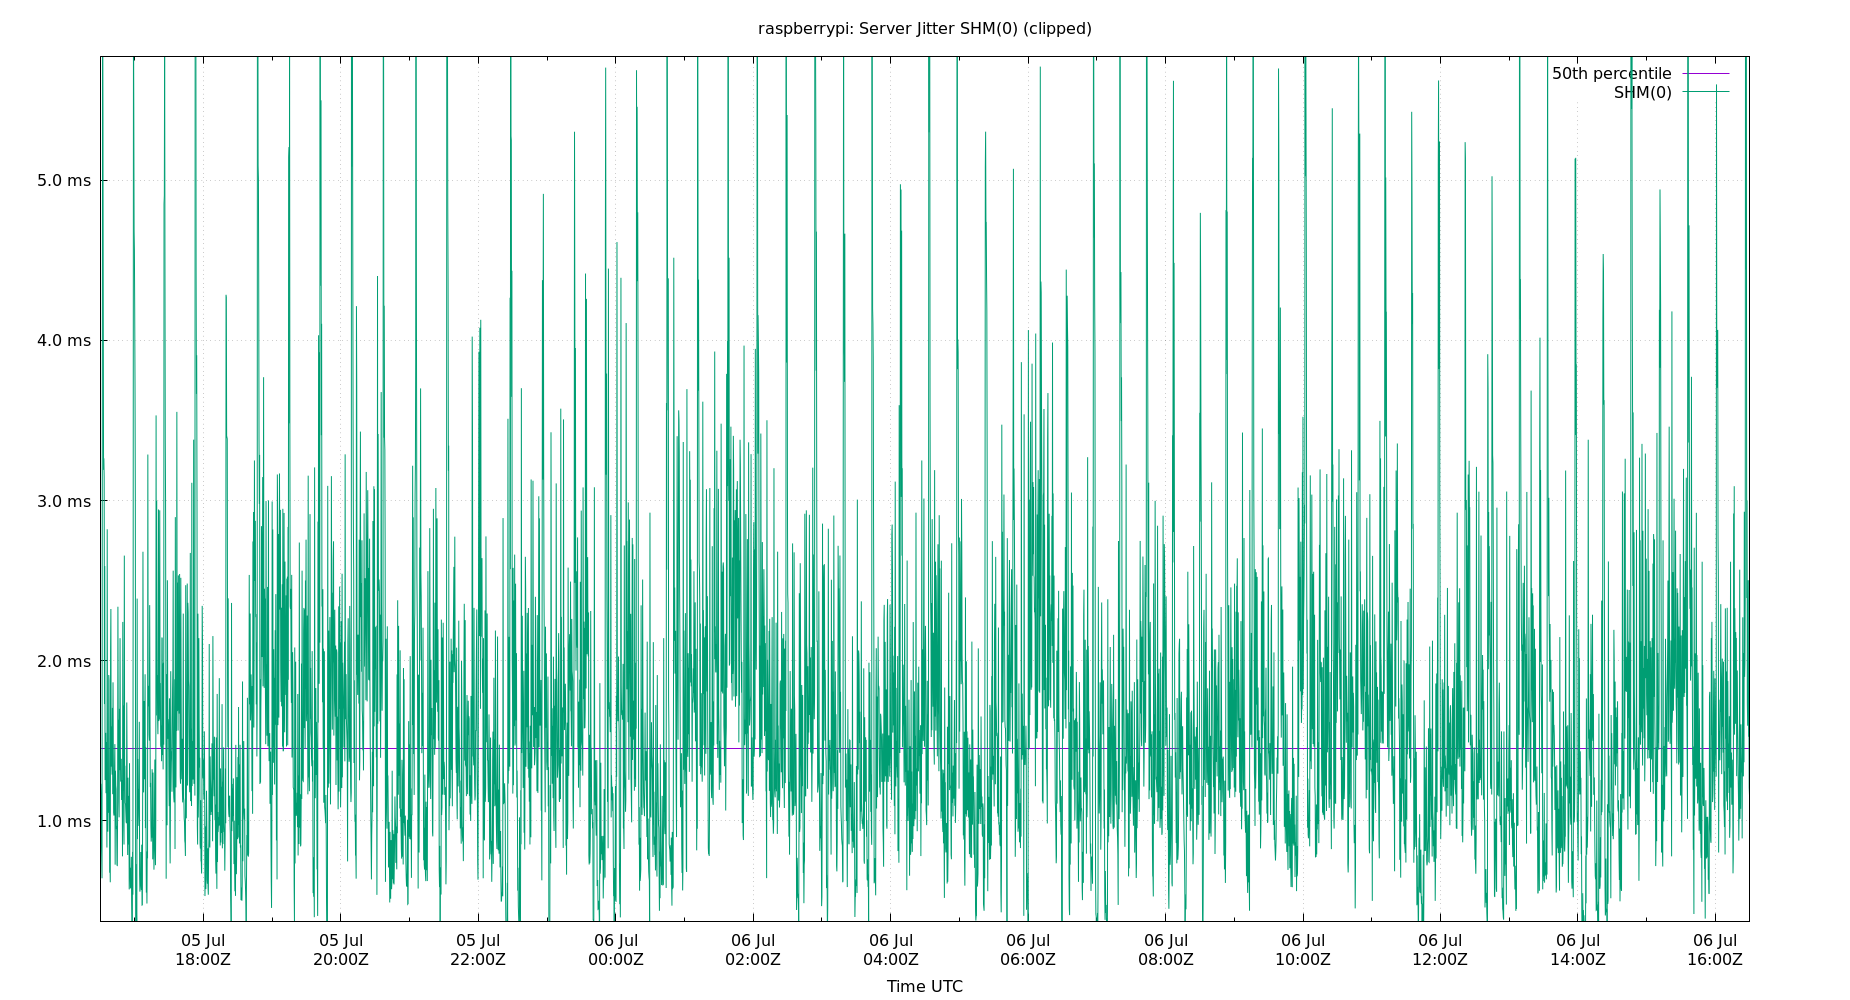 raspberrypi: Server Jitter SHM(0) (clipped)
50th percentile
SHM(0)
5.0 ms
4.0 ms
3.0 ms
2.0 ms
1.0 ms
05 Jul 05 Jul 05 Jul 06 Jul 06 Jul 06 Jul 06 Jul 06 Jul 06 Jul 06 Jul 06 Jul 06 Jul
18:00Z 20:00Z 22:00Z 00:00Z 02:00Z 04:00Z 06:00Z 08:00Z 10:00Z 12:00Z 14:00Z 16:00Z
Time UTC